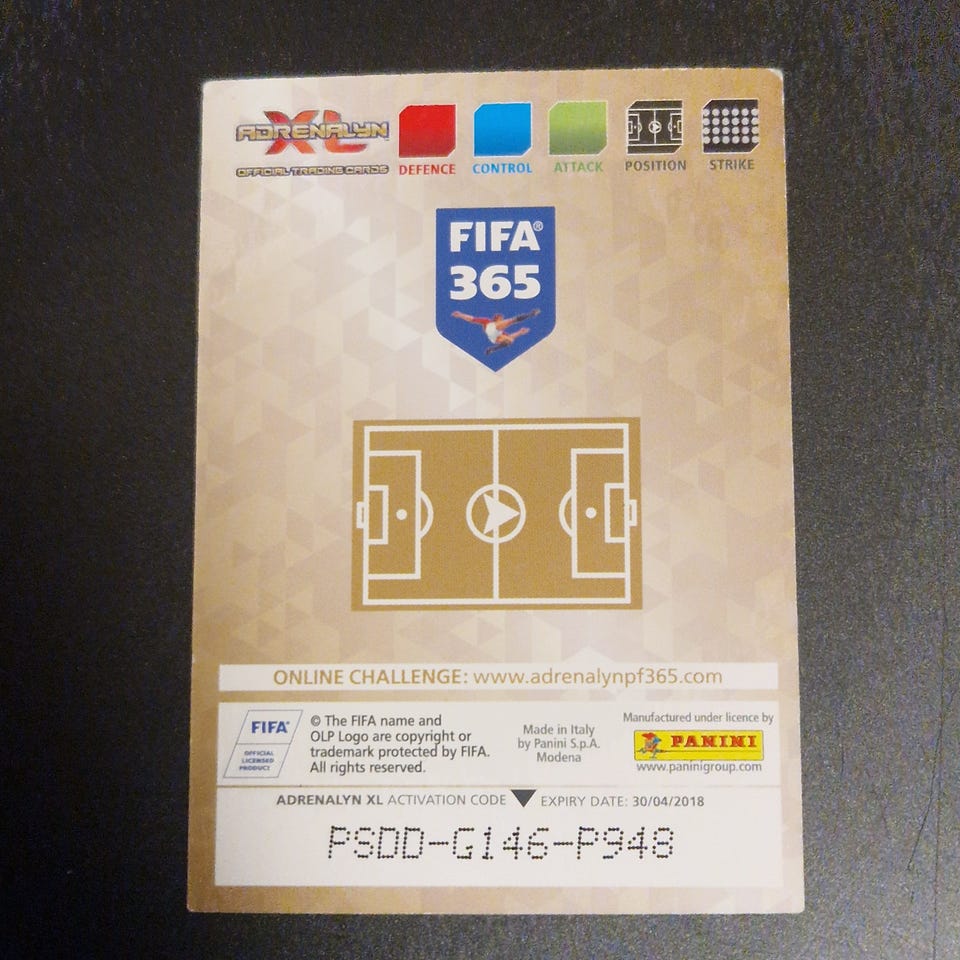 ADRENALYN XL
OFFICIAL TRADING CARDS
DEFENCE CONTROL ATTACK POSITION STRIKE
FIFA®
365
ONLINE CHALLENGE: www.adrenalynpf365.com
FIFA®
OFFICIAL
LICENSED
PRODUCT
© The FIFA name and
OLP Logo are copyright or
trademark protected by FIFA.
All rights reserved.
Made in Italy
by Panini S.p.A.
Modena
Manufactured under licence by
PANINI
www.paninigroup.com
ADRENALYN XL ACTIVATION CODE ▼ EXPIRY DATE: 30/04/2018
PSDD-G146-P948